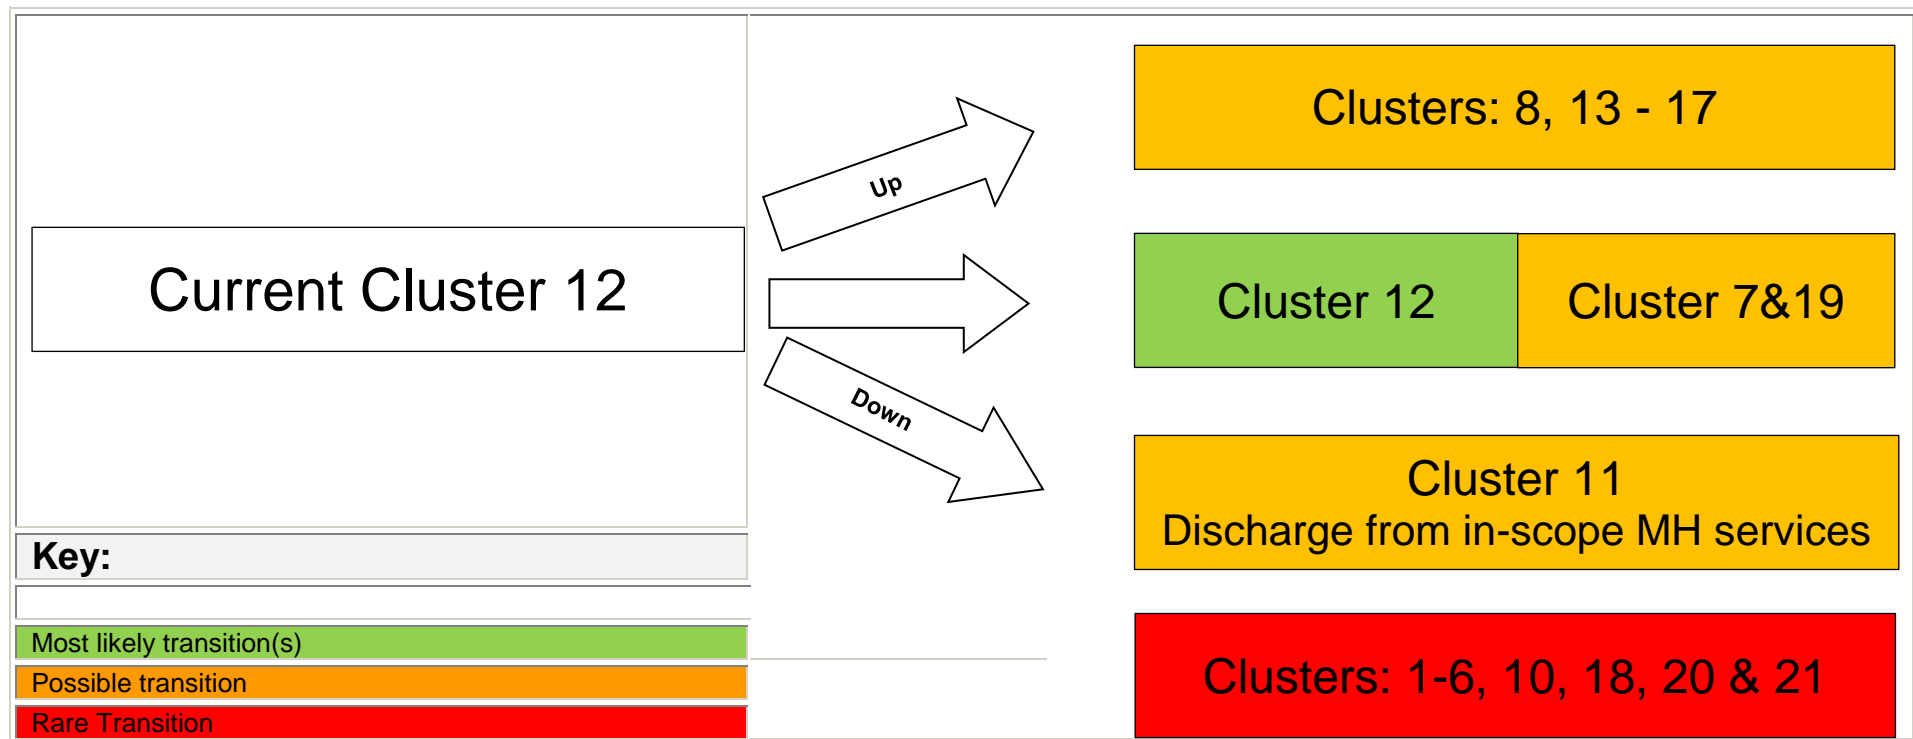 Clusters: 8, 13 - 17
Up
Current Cluster 12
Cluster 12
Cluster 7&19
Down
Cluster 11
Discharge from in-scope MH services
Key:
Most likely transition(s)
Possible transition
Rare Transition
Clusters: 1-6, 10, 18, 20 & 21